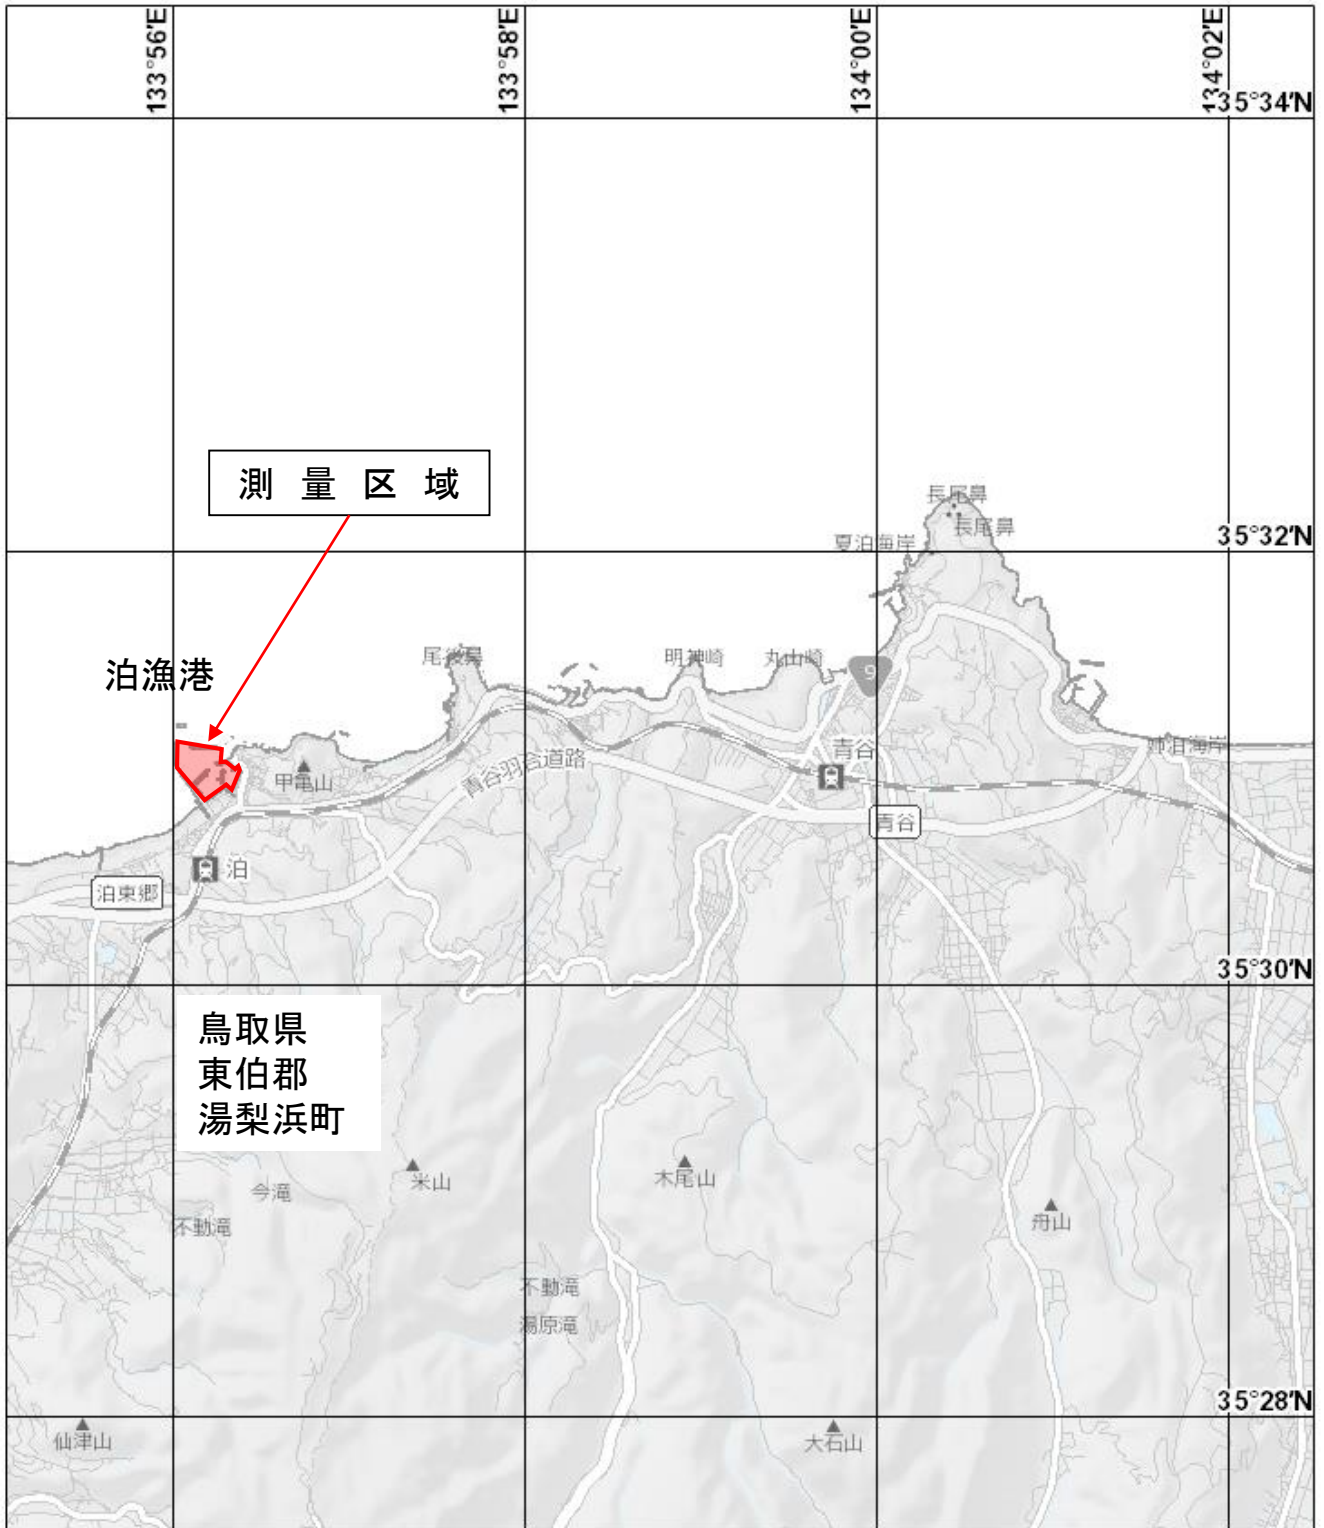 133°56'E
133°58'E
134°00'E
134°02'E
35°34'N
測量区域
長尾鼻
長尾鼻
35°32'N
夏泊海岸
泊漁港
尾後鼻
明神崎
丸山崎
9
青谷
姉泊海岸
甲亀山
青谷羽合道路
青谷
泊
泊東郷
35°30'N
鳥取県
東伯郡
湯梨浜町
米山
木尾山
今滝
不動滝
舟山
不動滝
湯原滝
35°28'N
仙津山
大石山